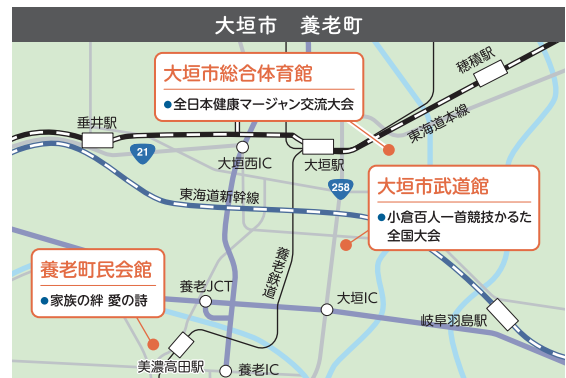 大垣市 養老町
穂積駅
大垣市総合体育館
●全日本健康マージャン交流大会
垂井駅
東海道本線
21
大垣西IC
大垣駅
258
大垣市武道館
●小倉百人一首競技かるた
全国大会
東海道新幹線
養老町民会館
●家族の絆 愛の詩
養老鉄道
養老JCT
大垣IC
岐阜羽島駅
美濃高田駅
養老IC